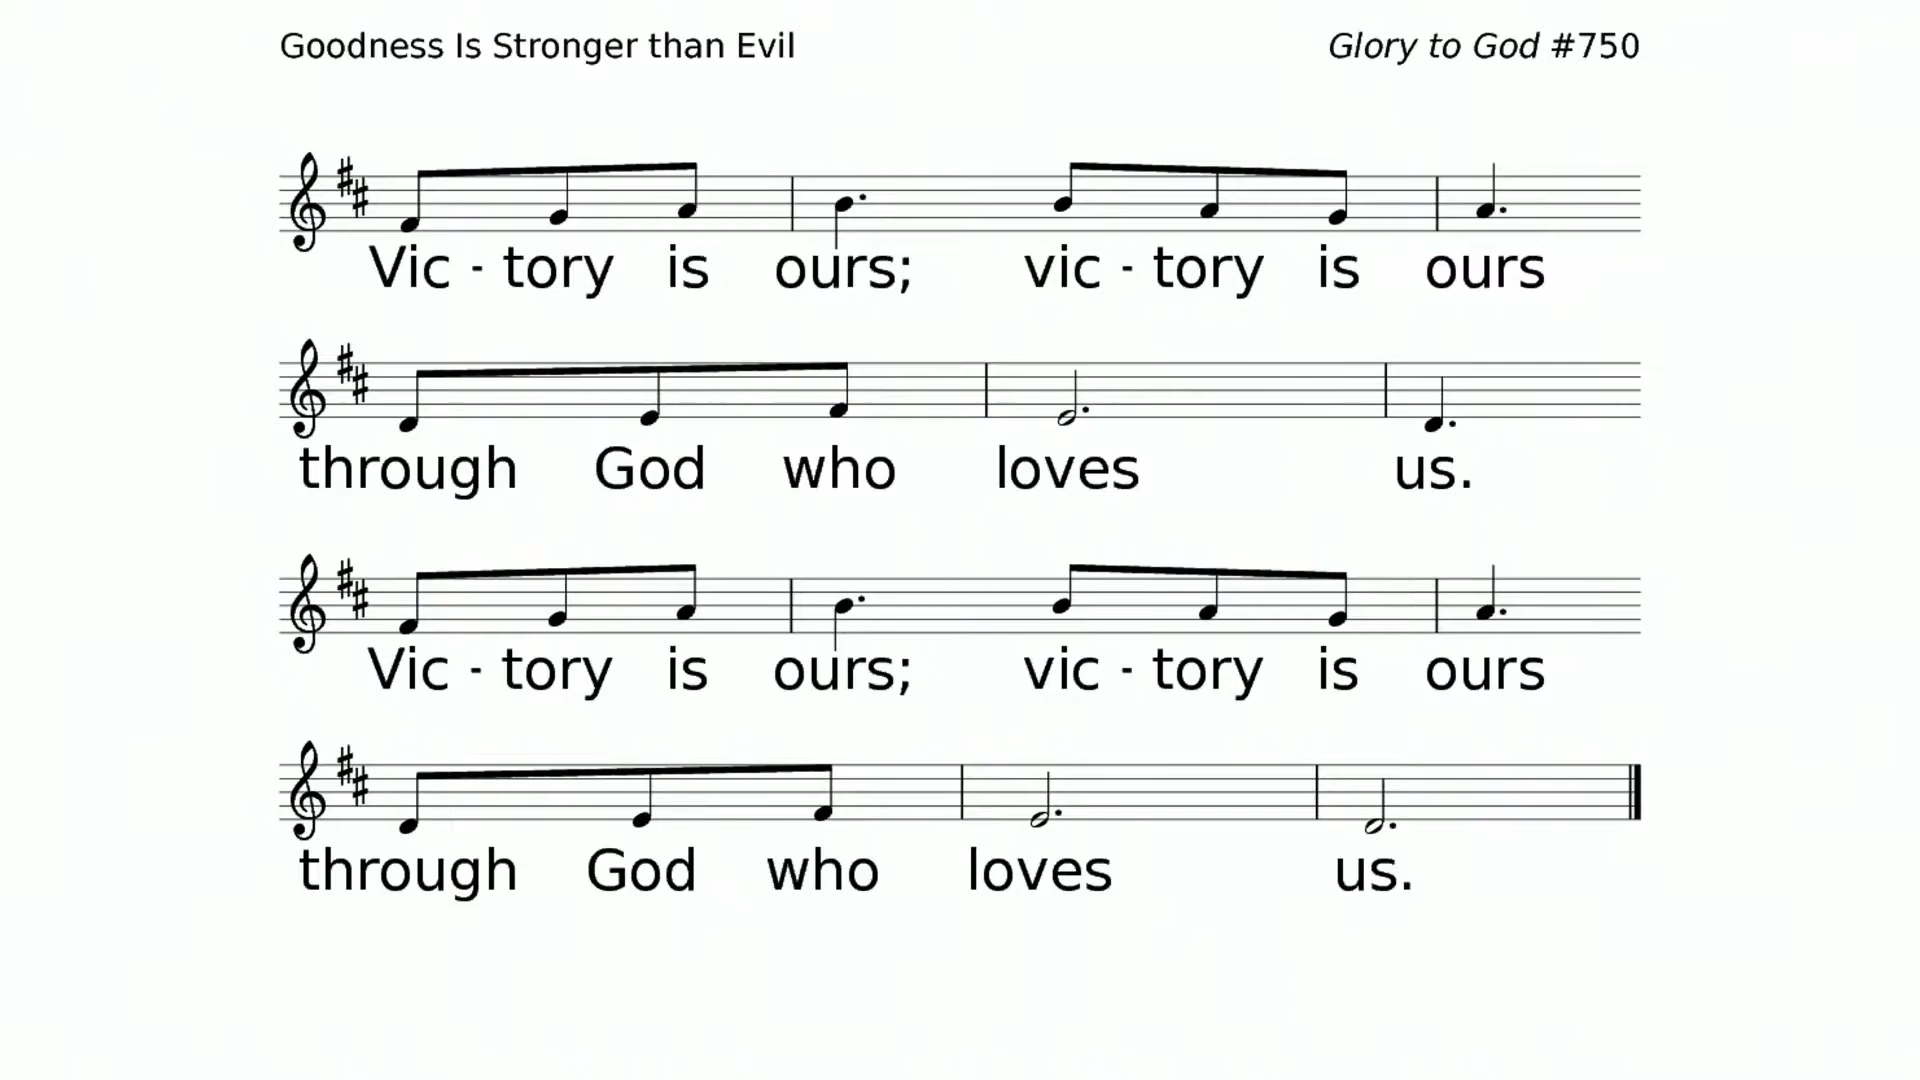 Goodness Is Stronger than Evil Glory to God #750
Vic - tory is ours; vic - tory is ours
through God who loves us.
Vic - tory is ours; vic - tory is ours
through God who loves us.